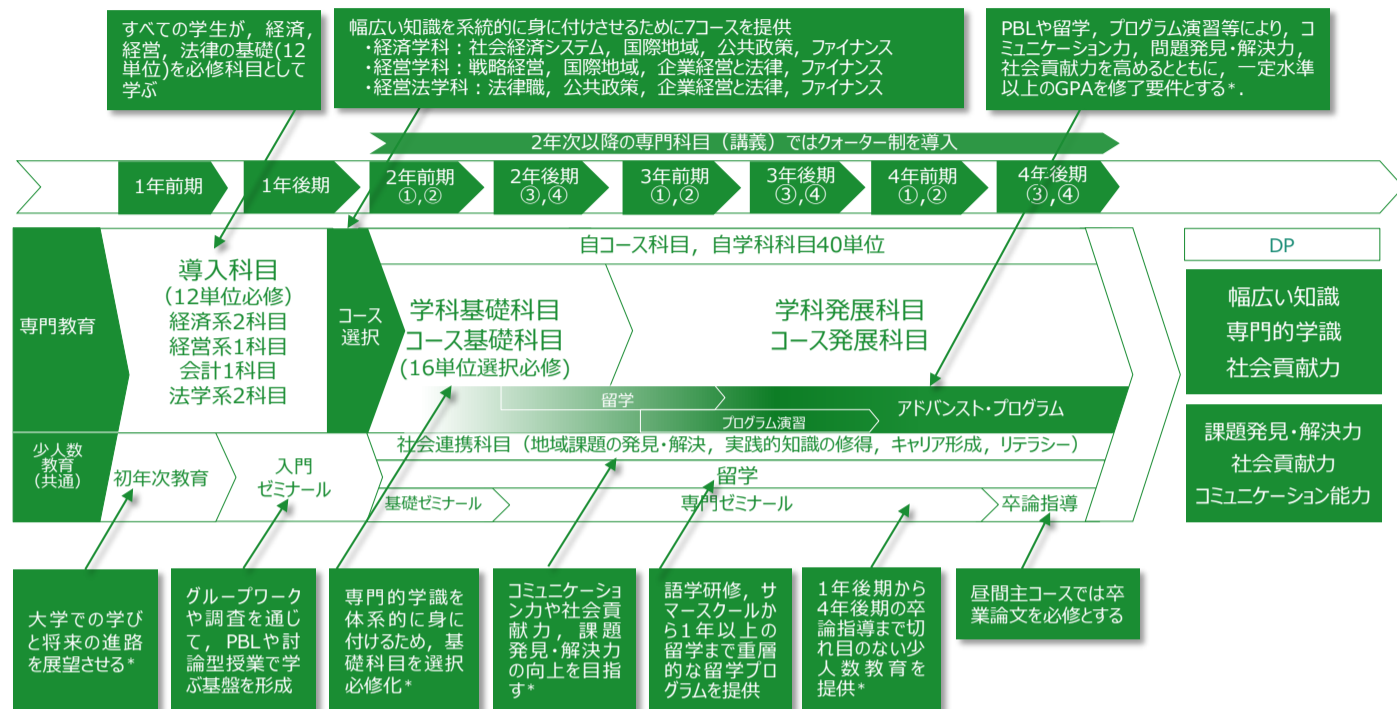 すべての学生が，経済，
経営，法律の基礎(12
単位)を必修科目として
学ぶ
幅広い知識を系統的に身に付けさせるために7コースを提供
・経済学科：社会経済システム，国際地域，公共政策，ファイナンス
・経営学科：戦略経営，国際地域，企業経営と法律，ファイナンス
・経営法学科：法律職，公共政策，企業経営と法律，ファイナンス
PBLや留学，プログラム演習等により，コ
ミュニケーション力，問題発見・解決力，
社会貢献力を高めるとともに，一定水準
以上のGPAを修了要件とする*．
2年次以降の専門科目（講義）ではクォーター制を導入
1年前期
1年後期
2年前期
①,②
2年後期
③,④
3年前期
①,②
3年後期
③,④
4年前期
①,②
4年後期
③,④
専門教育
導入科目
(12単位必修)
経済系2科目
経営系1科目
会計1科目
法学系2科目
コース
選択
自コース科目，自学科科目40単位
学科基礎科目
コース基礎科目
(16単位選択必修)
学科発展科目
コース発展科目
留学
プログラム演習
アドバンスト・プログラム
DP
幅広い知識
専門的学識
社会貢献力
課題発見・解決力
社会貢献力
コミュニケーション能力
少人数
教育
(共通)
初年次教育
入門
ゼミナール
社会連携科目（地域課題の発見・解決，実践的知識の修得，キャリア形成，リテラシー）
留学
基礎ゼミナール
専門ゼミナール
卒論指導
大学での学び
と将来の進路
を展望させる*
グループワーク
や調査を通じ
て，PBLや討
論型授業で学
ぶ基盤を形成
専門的学識を
体系的に身に
付けるため，基
礎科目を選択
必修化*
コミュニケーショ
ン力や社会貢
献力，課題
発見・解決力
の向上を目指
す*
語学研修，サ
マースクールか
ら1年以上の
留学まで重層
的な留学プロ
グラムを提供
1年後期から
4年後期の卒
論指導まで切
れ目のない少
人数教育を
提供*
昼間主コースでは卒
業論文を必修とする